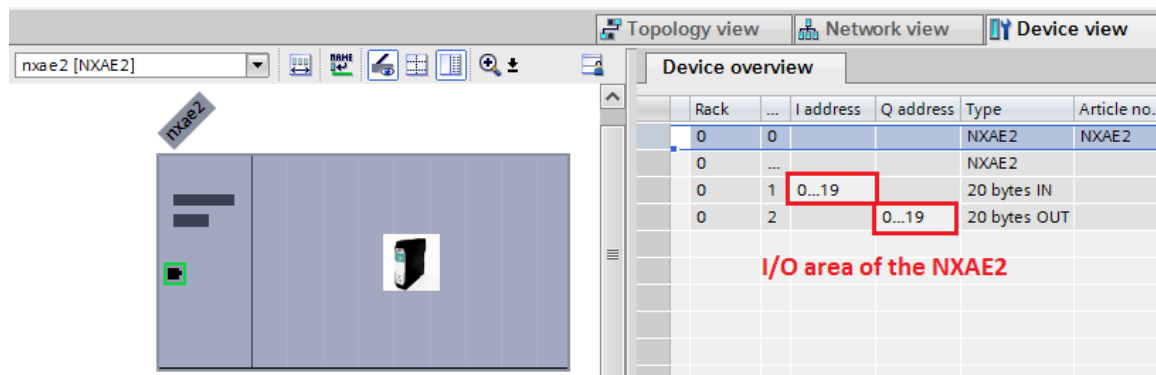 Topology view Network view Device view
nxae2 [NXAE2] NAME ±
Device overview
nxae2
Rack ... I address Q address Type Article no.
0 0 NXAE2 NXAE2
0 ... NXAE2
0 1 0...19 20 bytes IN
0 2 0...19 20 bytes OUT
I/O area of the NXAE2